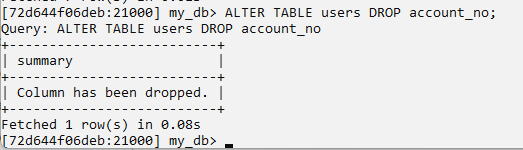 [72d644f06deb:21000] my_db> ALTER TABLE users DROP account_no;
Query: ALTER TABLE users DROP account_no
+--------------------------+
| summary                  |
+--------------------------+
| Column has been dropped. |
+--------------------------+
Fetched 1 row(s) in 0.08s
[72d644f06deb:21000] my_db>